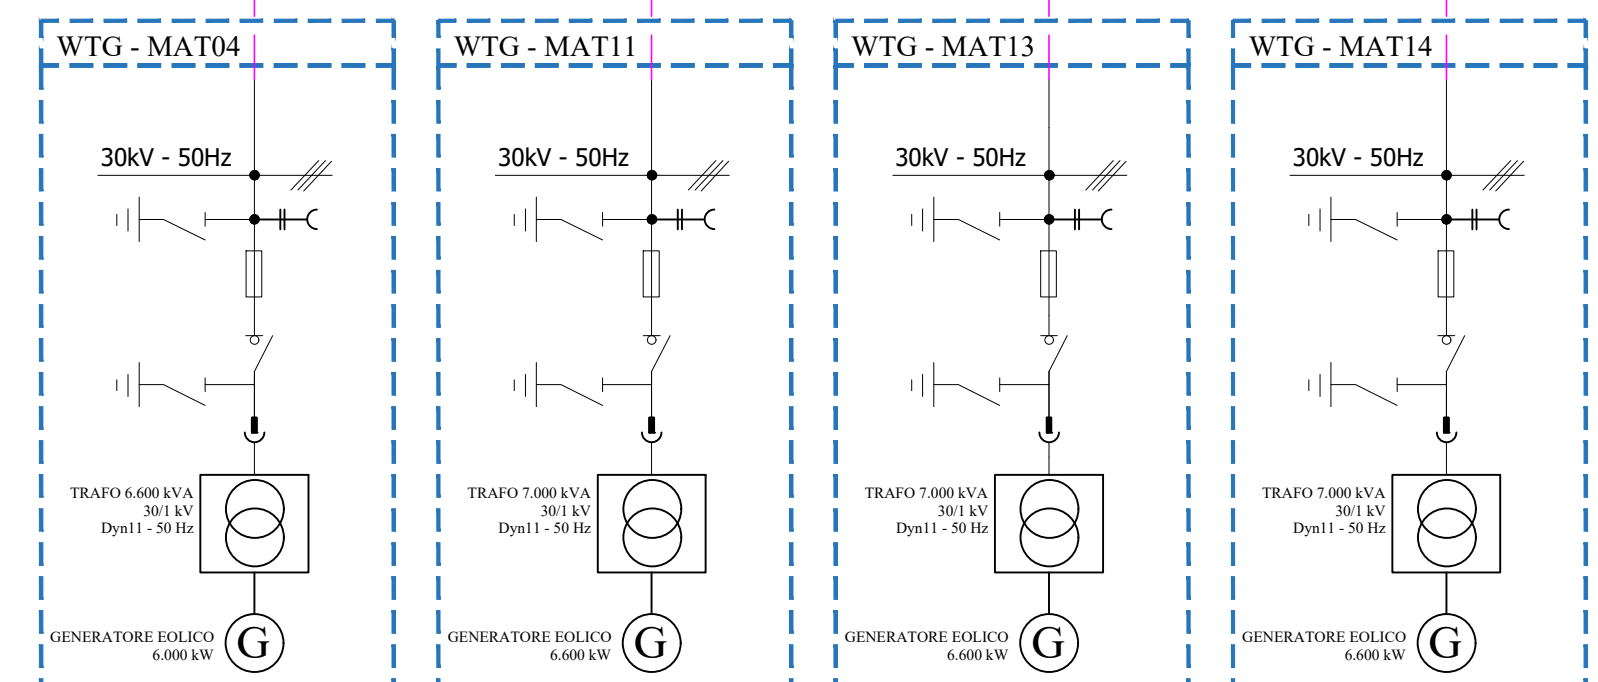 WTG - MAT04
30kV - 50Hz
TRAFO 6.600 kVA
30/1 kV
Dyn11 - 50 Hz
GENERATORE EOLICO
6.000 kW
G
WTG - MAT11
30kV - 50Hz
TRAFO 7.000 kVA
30/1 kV
Dyn11 - 50 Hz
GENERATORE EOLICO
6.600 kW
G
WTG - MAT13
30kV - 50Hz
TRAFO 7.000 kVA
30/1 kV
Dyn11 - 50 Hz
GENERATORE EOLICO
6.600 kW
G
WTG - MAT14
30kV - 50Hz
TRAFO 7.000 kVA
30/1 kV
Dyn11 - 50 Hz
GENERATORE EOLICO
6.600 kW
G